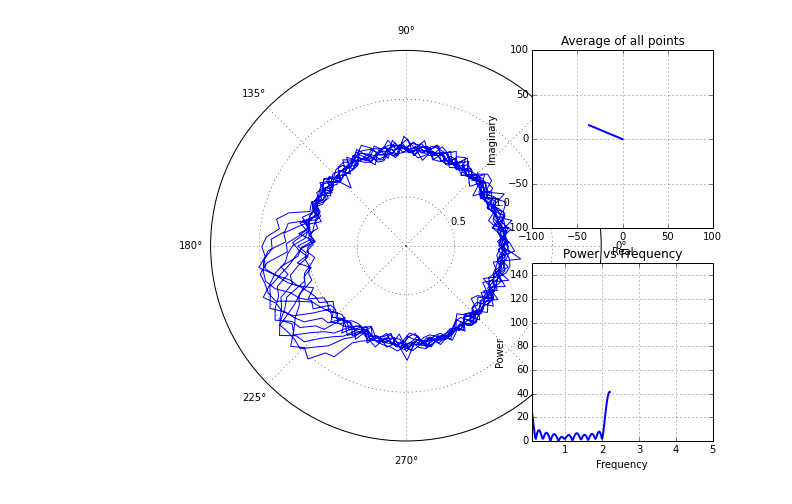 90°
135°
180°
225°
270°
0°
0.5
1.0
Average of all points
Imaginary
100
50
0
−50
−100
−100 −50 0 50 100
Real
Power vs Frequency
Power
140
120
100
80
60
40
20
0
1 2 3 4 5
Frequency